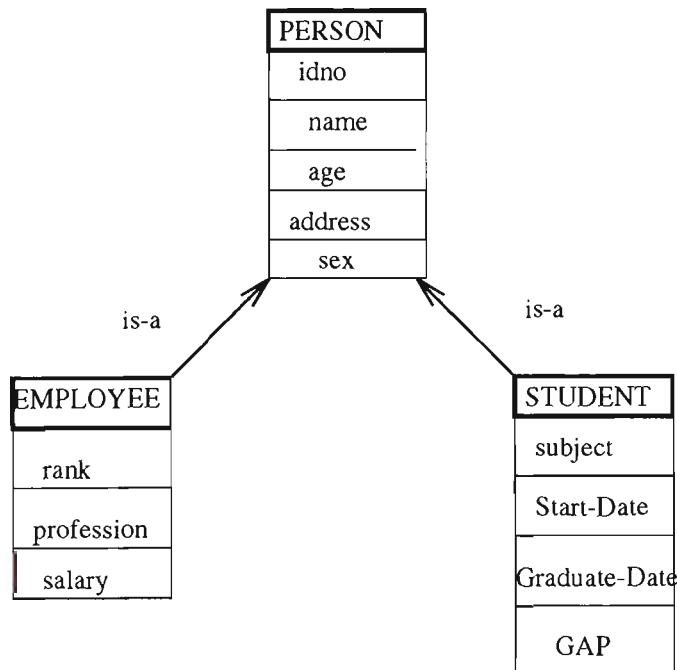 PERSON
idno
name
age
address
sex
is-a
is-a
EMPLOYEE
rank
profession
salary
STUDENT
subject
Start-Date
Graduate-Date
GAP